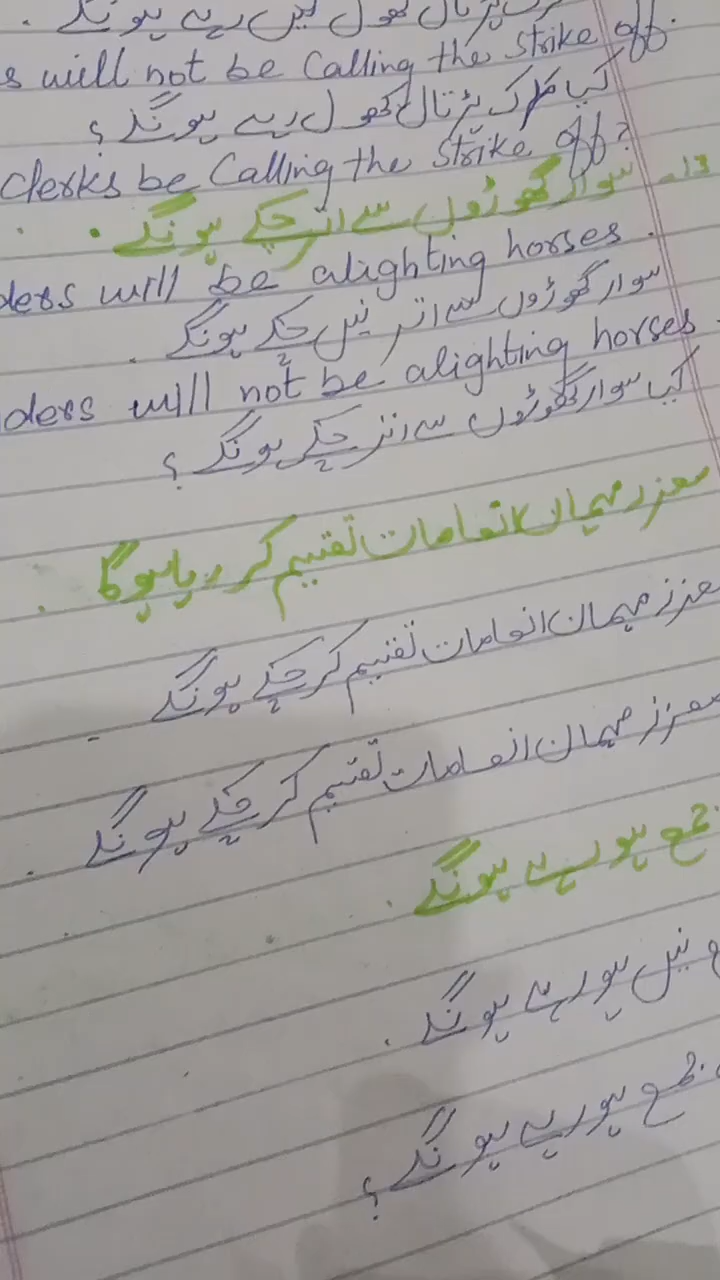 پڑتال کھول نہیں رہے ہونگے .
s will not be Calling the strike off.
کیا کلرک ہڑتال کھول رہے ہونگے ؟
clerks be Calling the strike off?
13. سوار گھوڑوں سے اتر چکے ہونگے .
ders will be alighting horses .
سوار گھوڑوں سے اتر نہیں چکے ہونگے .
ders will not be alighting horses .
کیا سوار گھوڑوں سے اتر چکے ہونگے ؟
معزز مہمان انعامات تقسیم کر رہا ہوگا .
معزز مہمان انعامات تقسیم کر چکے ہونگے .
معزز مہمان انعامات تقسیم کر چکے ہونگے .
جمع ہو رہے ہونگے .
نہیں ہو رہے ہونگے .
جمع ہو رہے ہونگے ؟